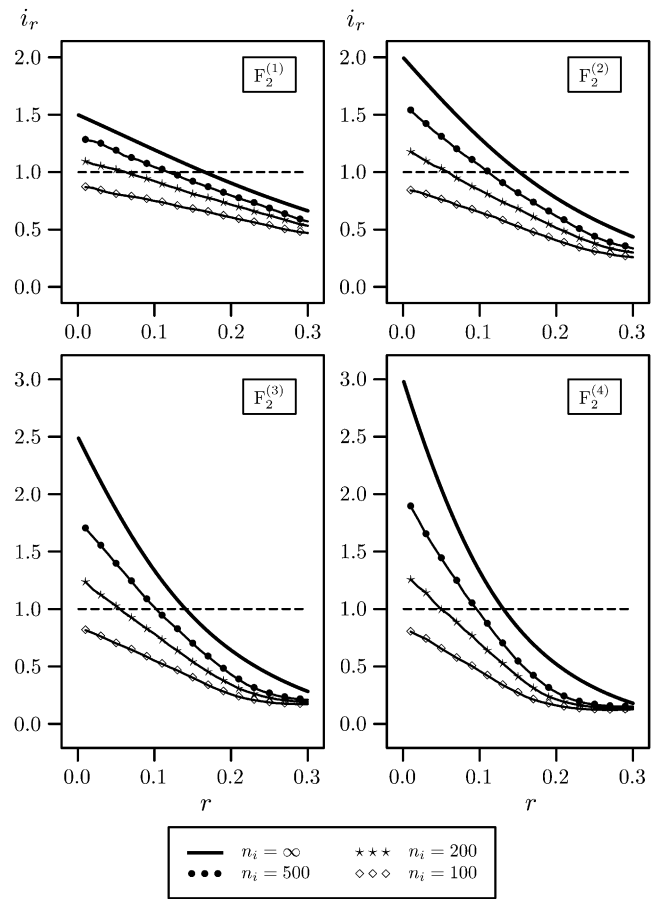 i_r
F_2^{(1)} F_2^{(2)}
2.0 2.0
1.5 1.5
1.0 1.0
0.5 0.5
0.0 0.0
0.0 0.1 0.2 0.3 0.0 0.1 0.2 0.3
F_2^{(3)} F_2^{(4)}
3.0 3.0
2.5 2.5
2.0 2.0
1.5 1.5
1.0 1.0
0.5 0.5
0.0 0.0
0.0 0.1 0.2 0.3 0.0 0.1 0.2 0.3
r r
n_i = ∞ n_i = 200
n_i = 500 n_i = 100